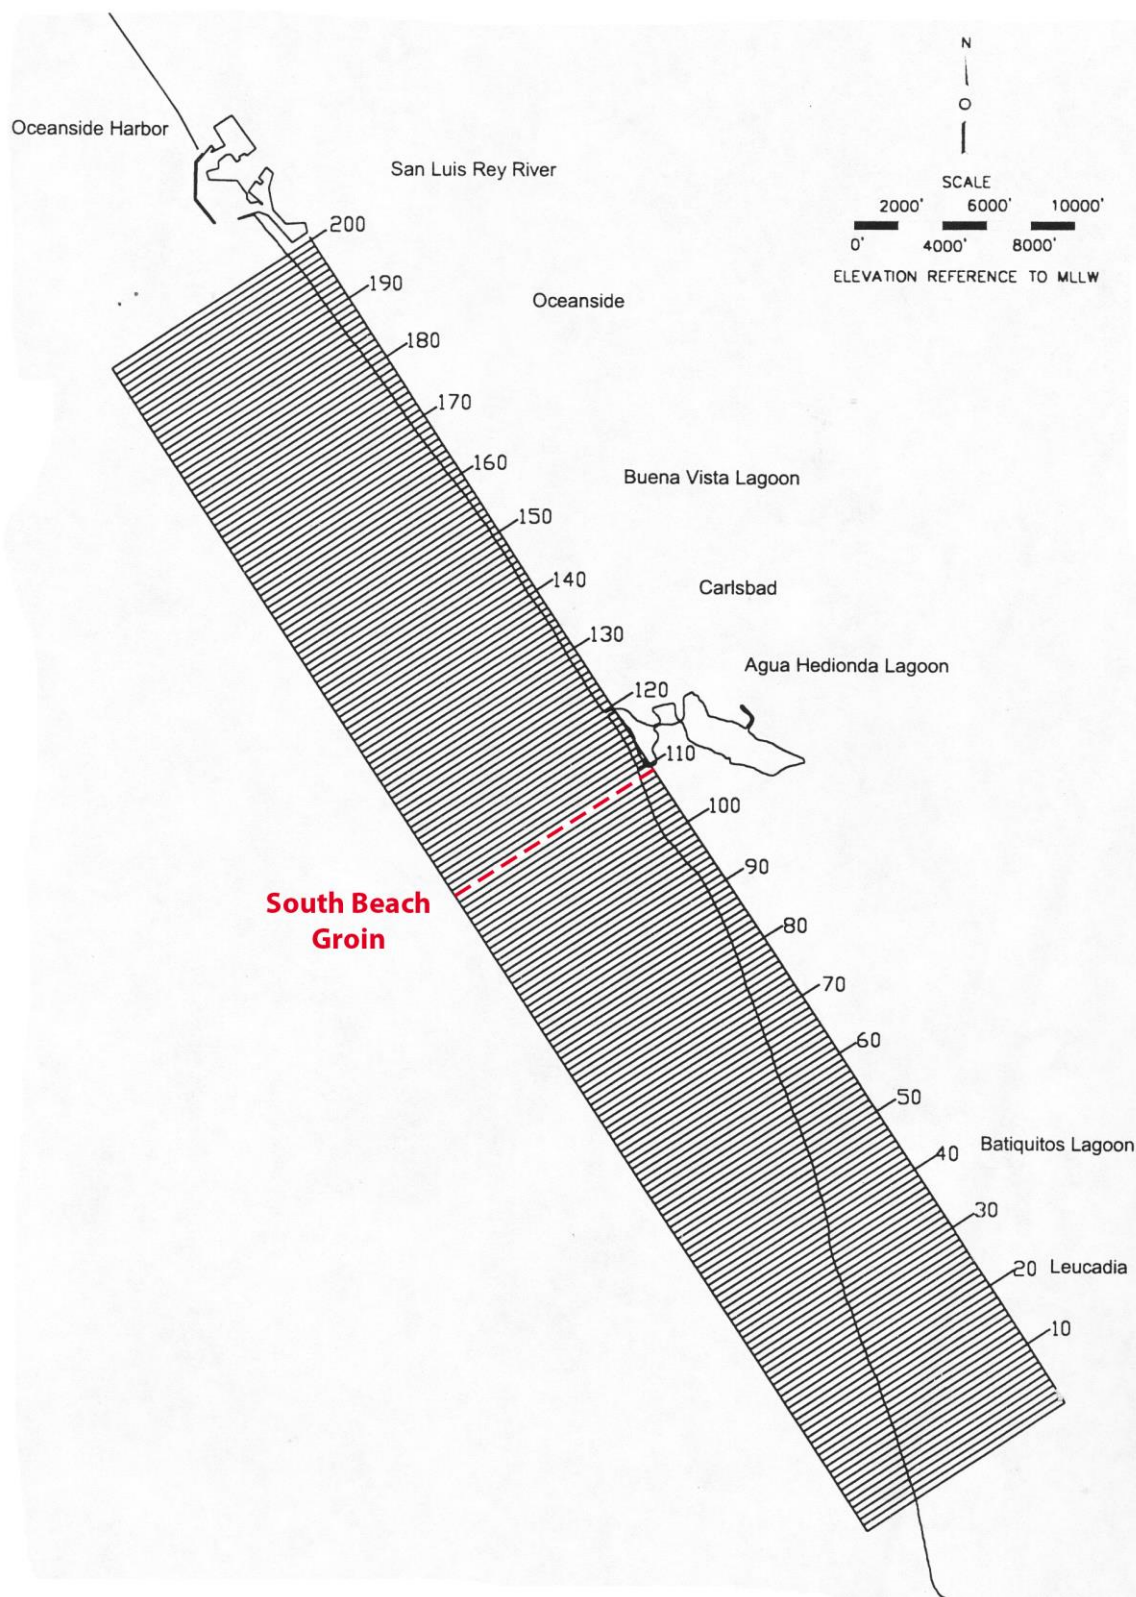 N
Oceanside Harbor
San Luis Rey River
SCALE
2000' 6000' 10000'
0' 4000' 8000'
ELEVATION REFERENCE TO MLLW
200
190
Oceanside
180
170
160
Buena Vista Lagoon
150
140
Carlsbad
130
Agua Hedionda Lagoon
120
110
100
90
South Beach
Groin
80
70
60
50
Batiquitos Lagoon
40
30
20 Leucadia
10